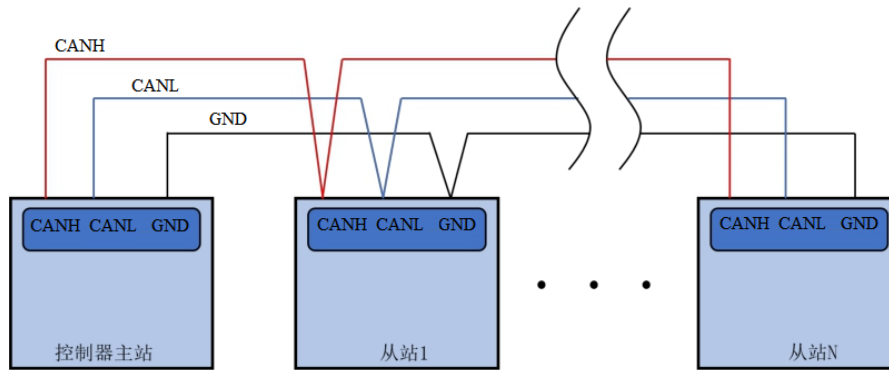 CANH
CANL
GND
CANH CANL GND
CANH CANL GND
CANH CANL GND
控制器主站
从站1
从站N